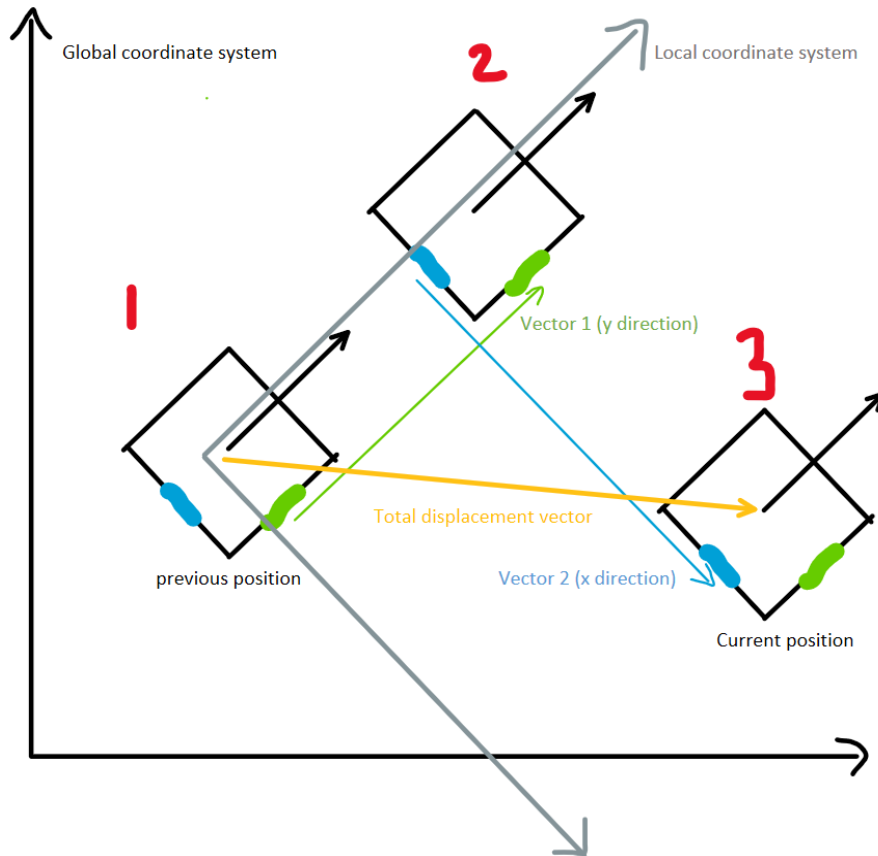 Global coordinate system
Local coordinate system
2
1
Vector 1 (y direction)
3
Total displacement vector
previous position
Vector 2 (x direction)
Current position